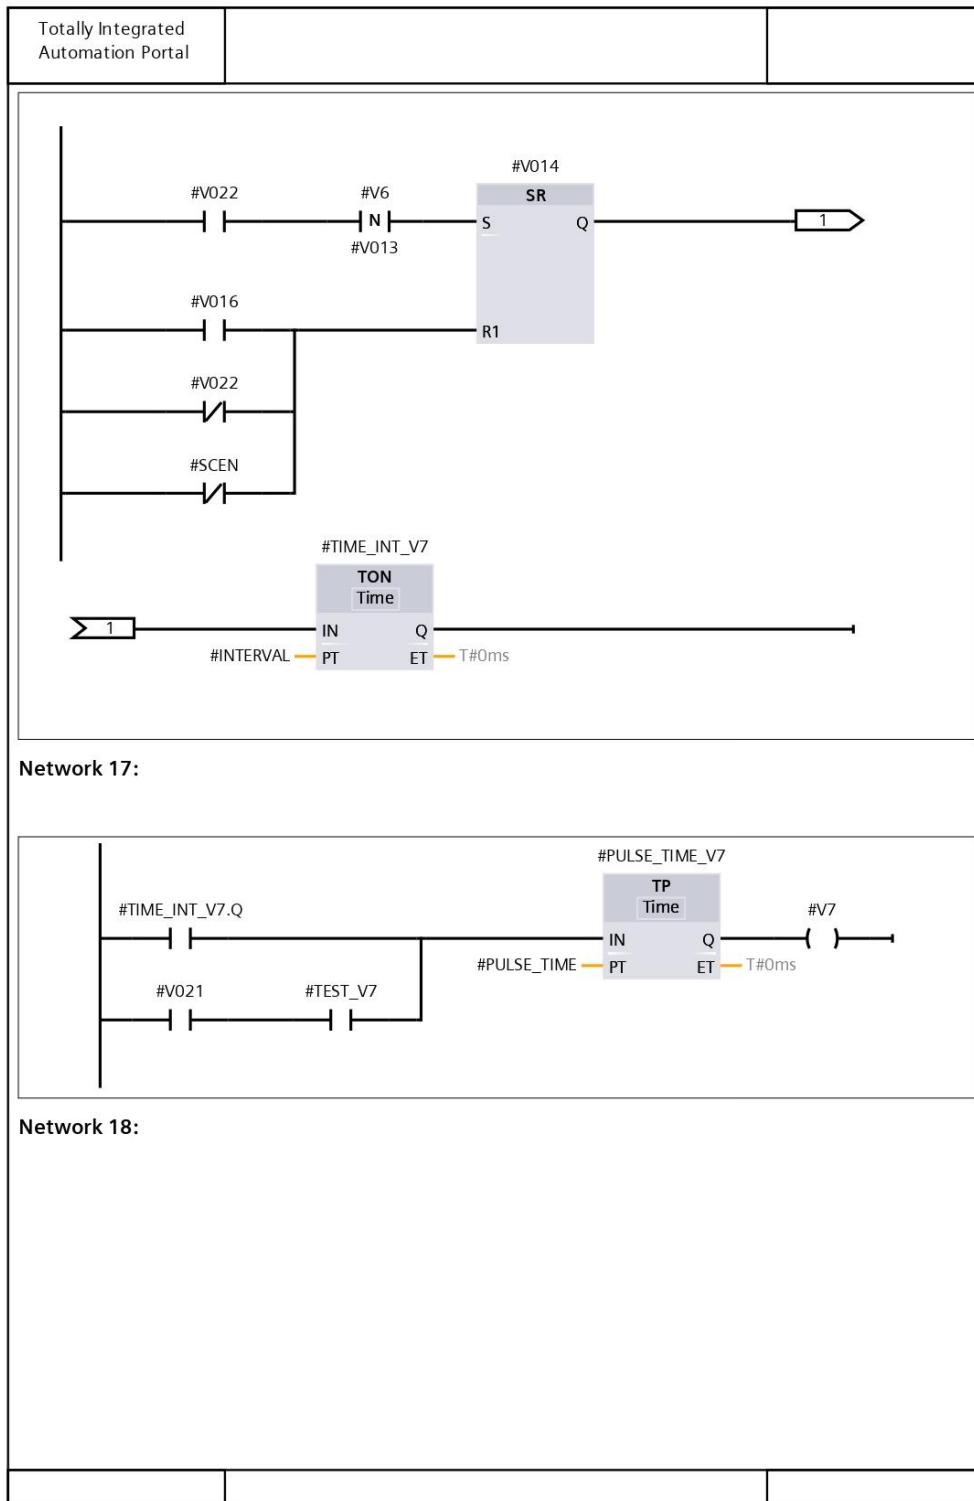 Totally Integrated
Automation Portal
#V014
#V022 #V6 SR
N S Q 1
#V013
#V016
R1
#V022
#SCEN
#TIME_INT_V7
TON
Time
1 IN Q
#INTERVAL PT ET T#0ms
Network 17:
#PULSE_TIME_V7
TP
#TIME_INT_V7.Q Time #V7
IN Q
#PULSE_TIME PT ET T#0ms
#V021 #TEST_V7
Network 18: